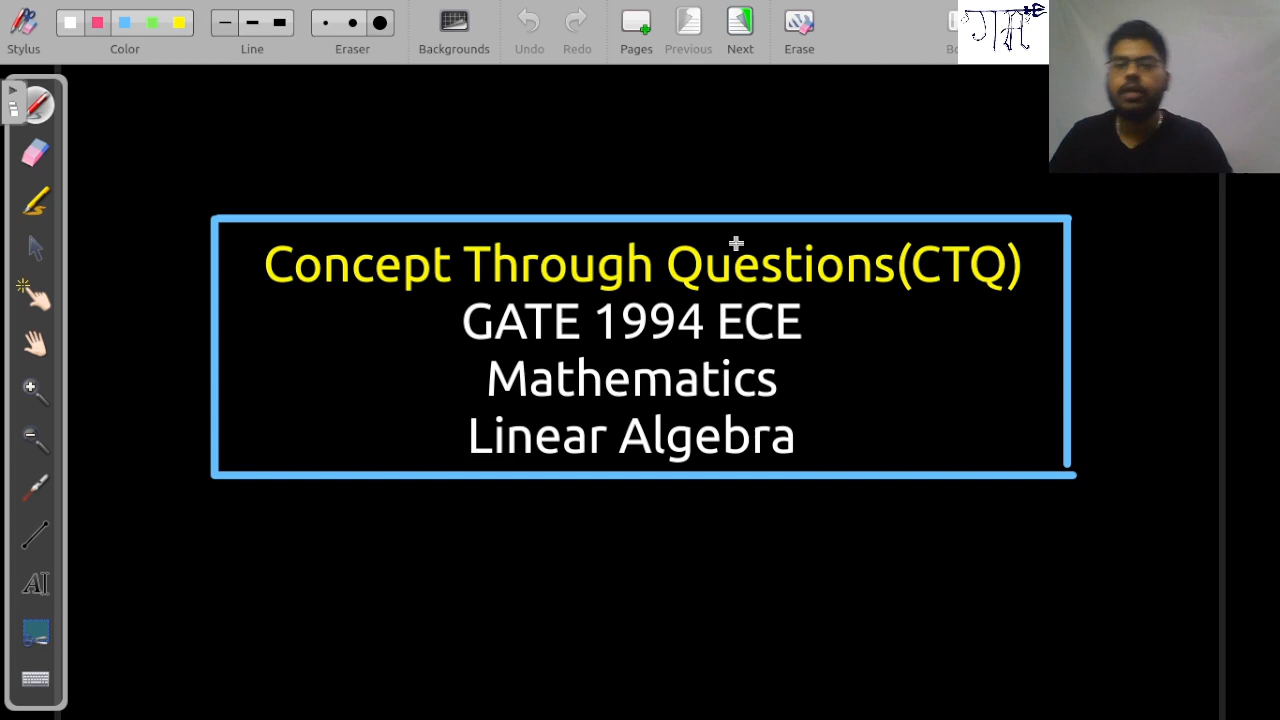 Stylus
Color
Line
Eraser
Backgrounds
Undo
Redo
Pages
Previous
Next
Erase
Concept Through Questions(CTQ)
GATE 1994 ECE
Mathematics
Linear Algebra